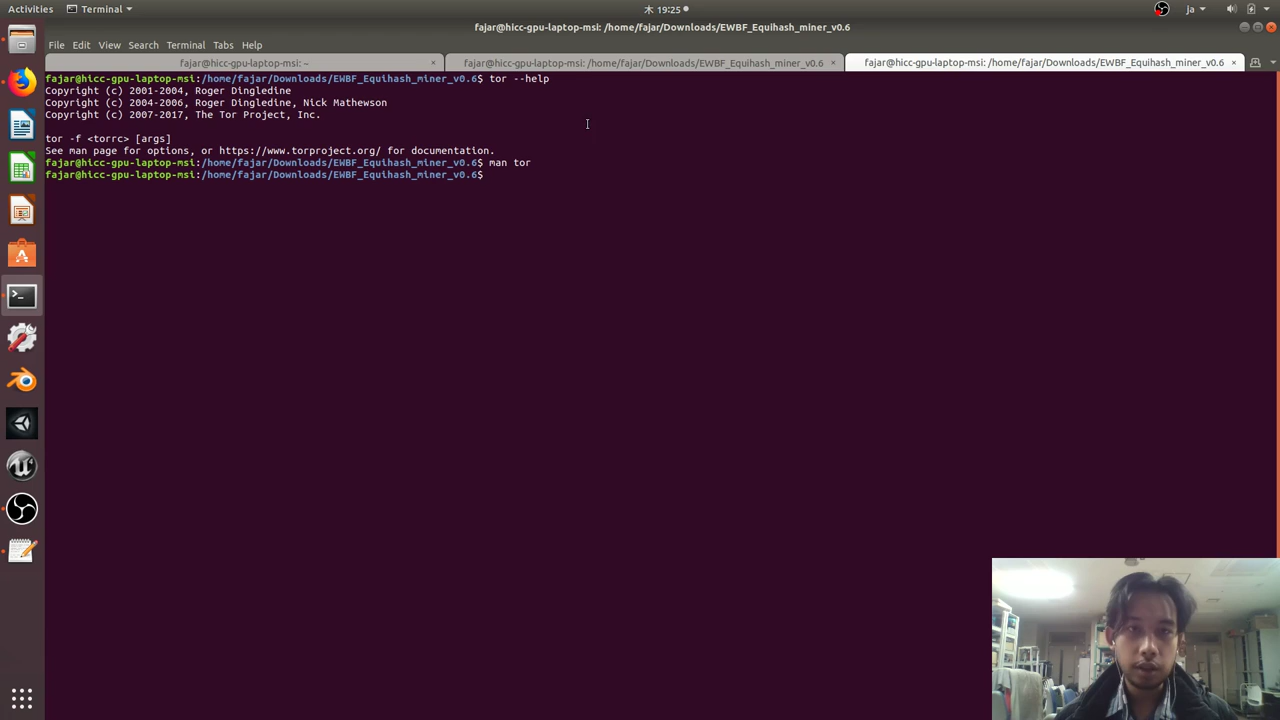 Activities
Terminal
木 19:25
ja
fajar@hicc-gpu-laptop-msi: /home/fajar/Downloads/EWBF_Equihash_miner_v0.6
File Edit View Search Terminal Tabs Help
fajar@hicc-gpu-laptop-msi: ~
fajar@hicc-gpu-laptop-msi: /home/fajar/Downloads/EWBF_Equihash_miner_v0.6
fajar@hicc-gpu-laptop-msi: /home/fajar/Downloads/EWBF_Equihash_miner_v0.6
fajar@hicc-gpu-laptop-msi:/home/fajar/Downloads/EWBF_Equihash_miner_v0.6$ tor --help
Copyright (c) 2001-2004, Roger Dingledine
Copyright (c) 2004-2006, Roger Dingledine, Nick Mathewson
Copyright (c) 2007-2017, The Tor Project, Inc.
tor -f <torrc> [args]
See man page for options, or https://www.torproject.org/ for documentation.
fajar@hicc-gpu-laptop-msi:/home/fajar/Downloads/EWBF_Equihash_miner_v0.6$ man tor
fajar@hicc-gpu-laptop-msi:/home/fajar/Downloads/EWBF_Equihash_miner_v0.6$